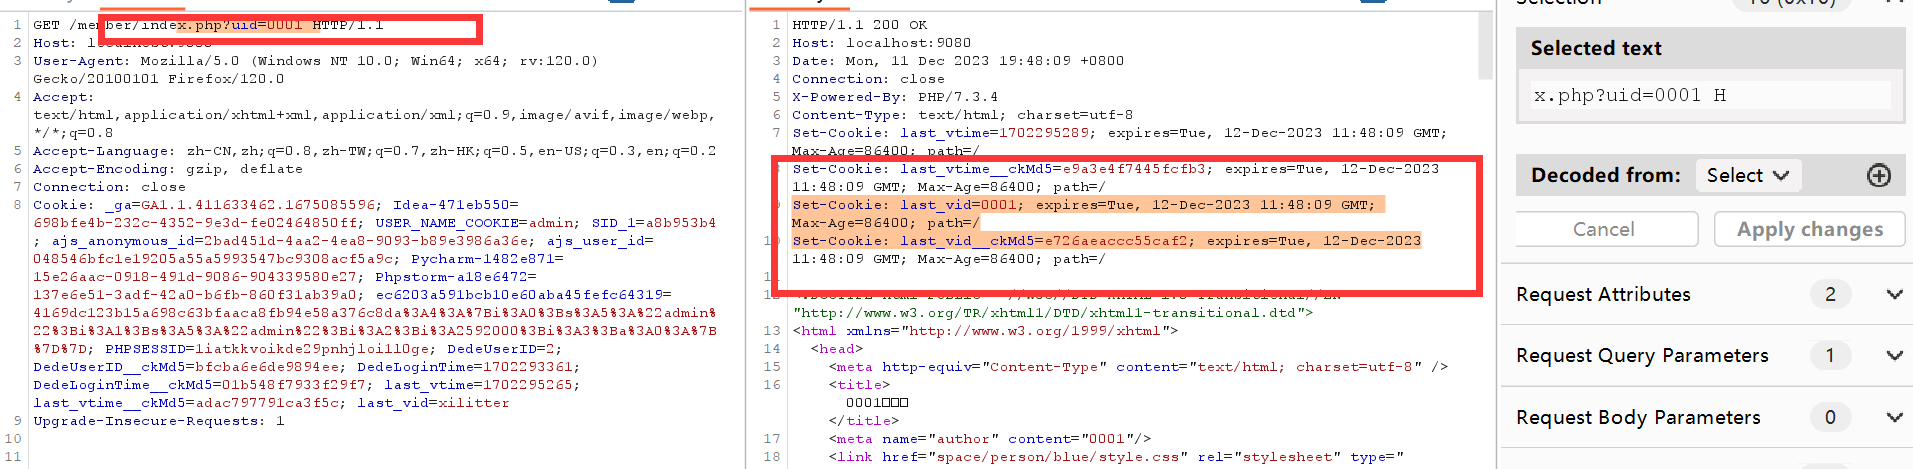 1 GET /member/index.php?uid=0001 HTTP/1.1
2 Host: localhost:9080
3 User-Agent: Mozilla/5.0 (Windows NT 10.0; Win64; x64; rv:120.0)
Gecko/20100101 Firefox/120.0
4 Accept:
text/html,application/xhtml+xml,application/xml;q=0.9,image/avif,image/webp,
*/*;q=0.8
5 Accept-Language: zh-CN,zh;q=0.8,zh-TW;q=0.7,zh-HK;q=0.5,en-US;q=0.3,en;q=0.2
6 Accept-Encoding: gzip, deflate
7 Connection: close
8 Cookie: _ga=GA1.1.411633462.1675085596; Idea-471eb550=
698bfe4b-232c-4352-9e3d-fe02464850ff; USER_NAME_COOKIE=admin; SID_1=a8b953b4
; ajs_anonymous_id=2bad451d-4aa2-4ea8-9093-b89e3986a36e; ajs_user_id=
048546bfc1e19205a55a5993547bc9308acf5a9c; Pycharm-1482e871=
15e26aac-0918-491d-9086-904339580e27; Phpstorm-a18e6472=
137e6e51-3adf-42a0-b6fb-860f31ab39a0; ec6203a591bcb10e60aba45fefc64319=
4169dc123b15a698c63bfaaca8fb94e58a376c8da%3A4%3A%7Bi%3A0%3Bs%3A5%3A%22admin%
22%3Bi%3A1%3Bs%3A5%3A%22admin%22%3Bi%3A2%3Bi%3A2592000%3Bi%3A3%3Ba%3A0%3A%7B
%7D%7D; PHPSESSID=1iatkkvoikde29pnhjloi1l0ge; DedeUserID=2;
DedeUserID__ckMd5=bfcba6e6de9894ee; DedeLoginTime=1702293361;
DedeLoginTime__ckMd5=01b548f7933f29f7; last_vtime=1702295265;
last_vtime__ckMd5=adac797791ca3f5c; last_vid=xilitter
9 Upgrade-Insecure-Requests: 1
10
11
1 HTTP/1.1 200 OK
2 Host: localhost:9080
3 Date: Mon, 11 Dec 2023 19:48:09 +0800
4 Connection: close
5 X-Powered-By: PHP/7.3.4
6 Content-Type: text/html; charset=utf-8
7 Set-Cookie: last_vtime=1702295289; expires=Tue, 12-Dec-2023 11:48:09 GMT;
Max-Age=86400; path=/
8 Set-Cookie: last_vtime__ckMd5=e9a3e4f7445fcfb3; expires=Tue, 12-Dec-2023
11:48:09 GMT; Max-Age=86400; path=/
9 Set-Cookie: last_vid=0001; expires=Tue, 12-Dec-2023 11:48:09 GMT;
Max-Age=86400; path=/
10 Set-Cookie: last_vid__ckMd5=e726aeaccc55caf2; expires=Tue, 12-Dec-2023
11:48:09 GMT; Max-Age=86400; path=/
11
12
"http://www.w3.org/TR/xhtml1/DTD/xhtml1-transitional.dtd">
13 <html xmlns="http://www.w3.org/1999/xhtml">
14 <head>
15 <meta http-equiv="Content-Type" content="text/html; charset=utf-8" />
16 <title>
0001□□□
</title>
17 <meta name="author" content="0001"/>
18 <link href="space/person/blue/style.css" rel="stylesheet" type="
Selection 16 (0x10)
Selected text
x.php?uid=0001 H
Decoded from: Select
Cancel Apply changes
Request Attributes 2
Request Query Parameters 1
Request Body Parameters 0